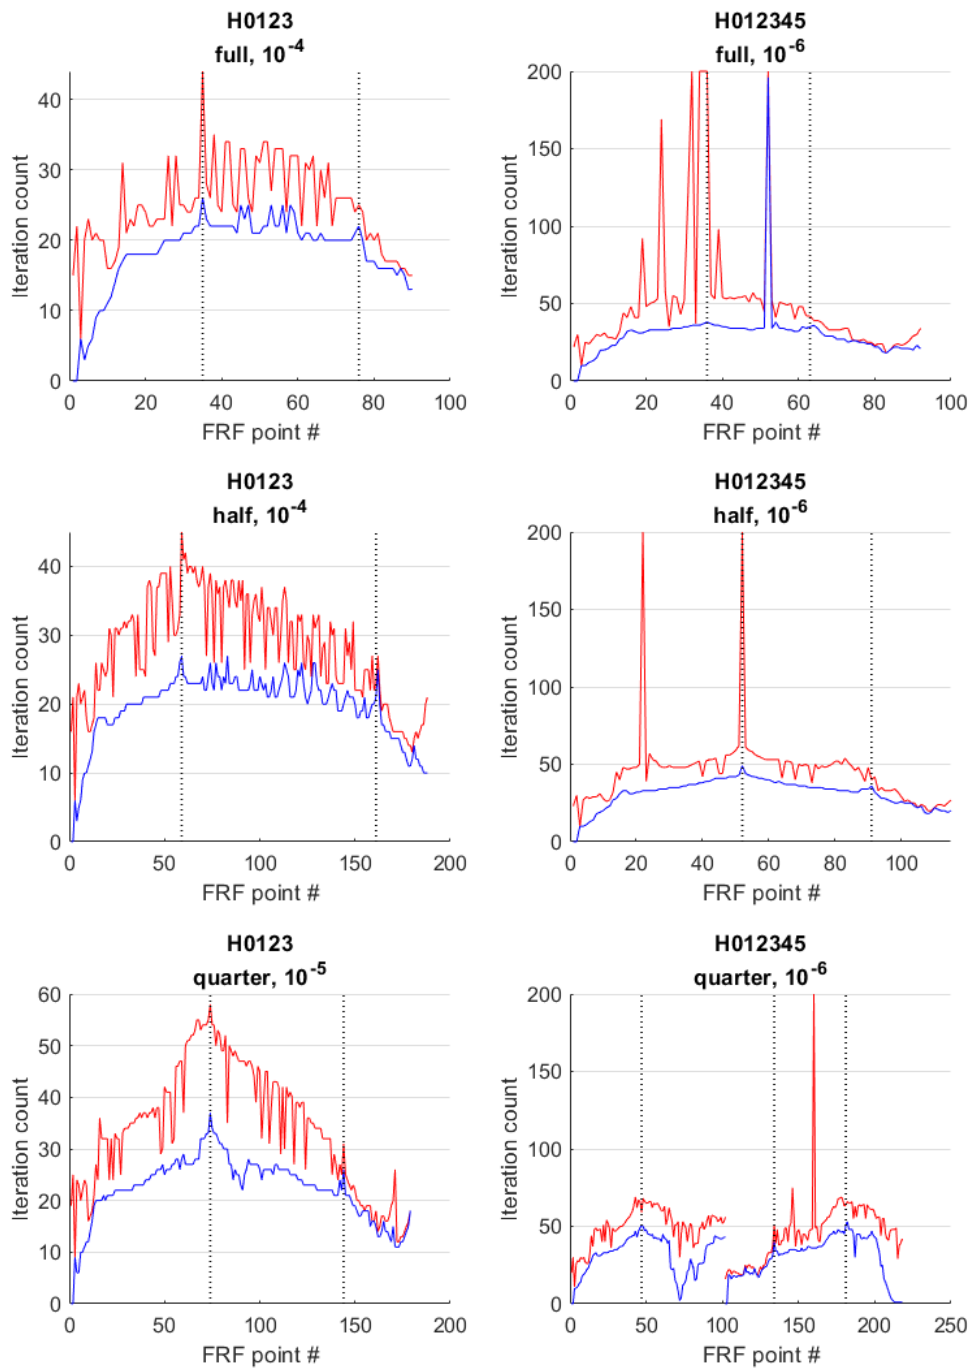 H0123
full, 10^-4
Iteration count
40
30
20
10
0
0 20 40 60 80 100
FRF point #
H012345
full, 10^-6
Iteration count
200
150
100
50
0
0 20 40 60 80 100
FRF point #
H0123
half, 10^-4
Iteration count
40
30
20
10
0
0 50 100 150 200
FRF point #
H012345
half, 10^-6
Iteration count
200
150
100
50
0
0 20 40 60 80 100
FRF point #
H0123
quarter, 10^-5
Iteration count
60
50
40
30
20
10
0
0 50 100 150 200
FRF point #
H012345
quarter, 10^-6
Iteration count
200
150
100
50
0
0 50 100 150 200 250
FRF point #